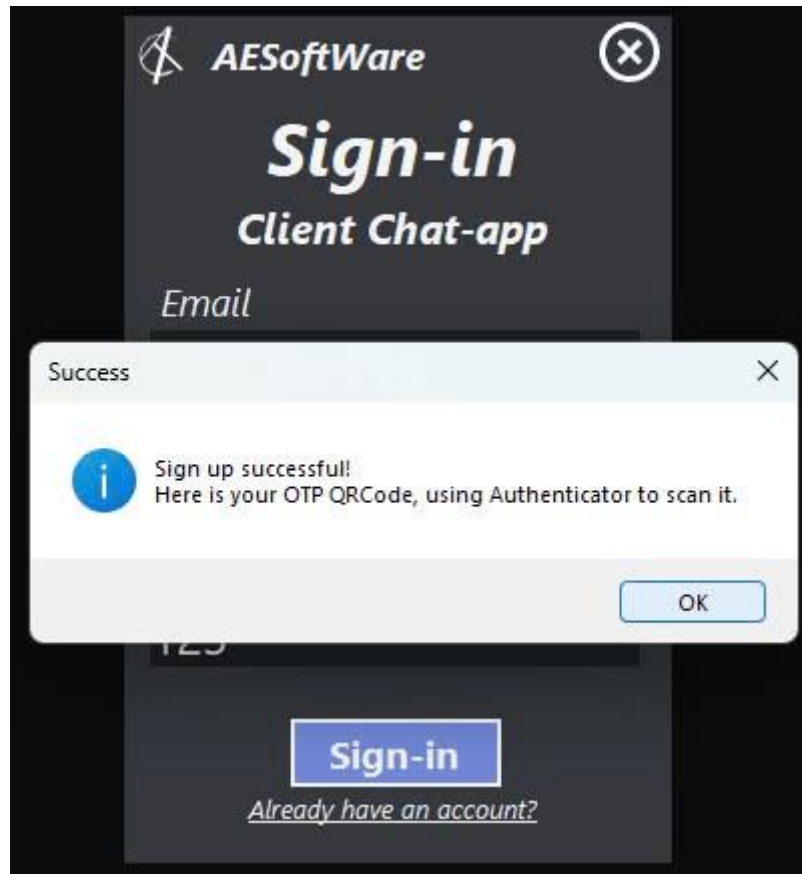 AESoftWare
Sign-in
Client Chat-app
Email
Success
Sign up successful!
Here is your OTP QRCode, using Authenticator to scan it.
OK
123
Sign-in
Already have an account?